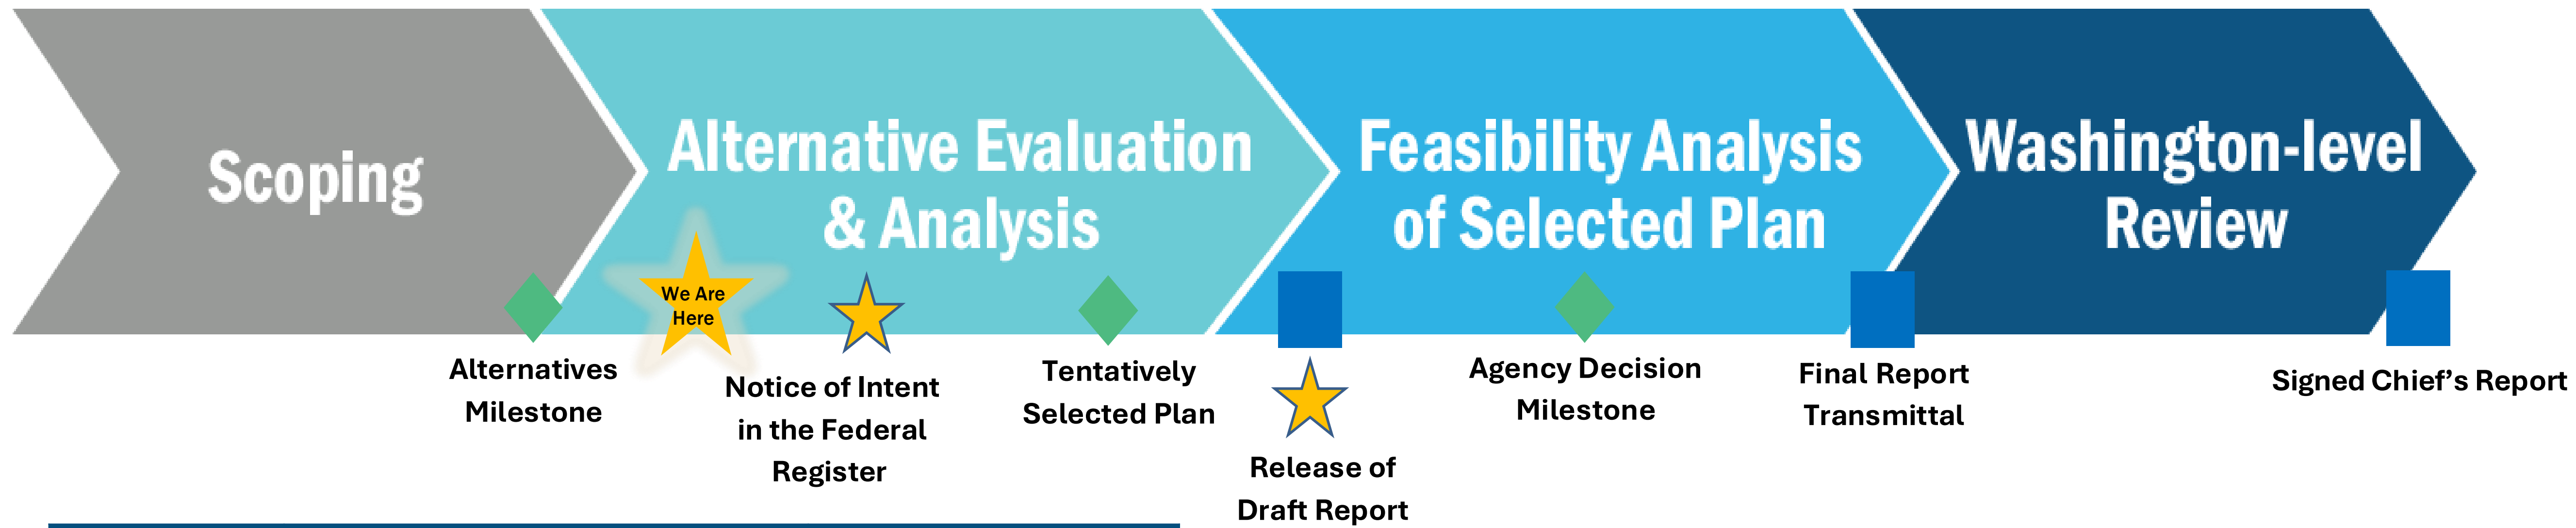 Scoping
Alternative Evaluation
& Analysis
Feasibility Analysis
of Selected Plan
Washington-level
Review
We Are
Here
Alternatives
Milestone
Notice of Intent
in the Federal
Register
Tentatively
Selected Plan
Release of
Draft Report
Agency Decision
Milestone
Final Report
Transmittal
Signed Chief’s Report